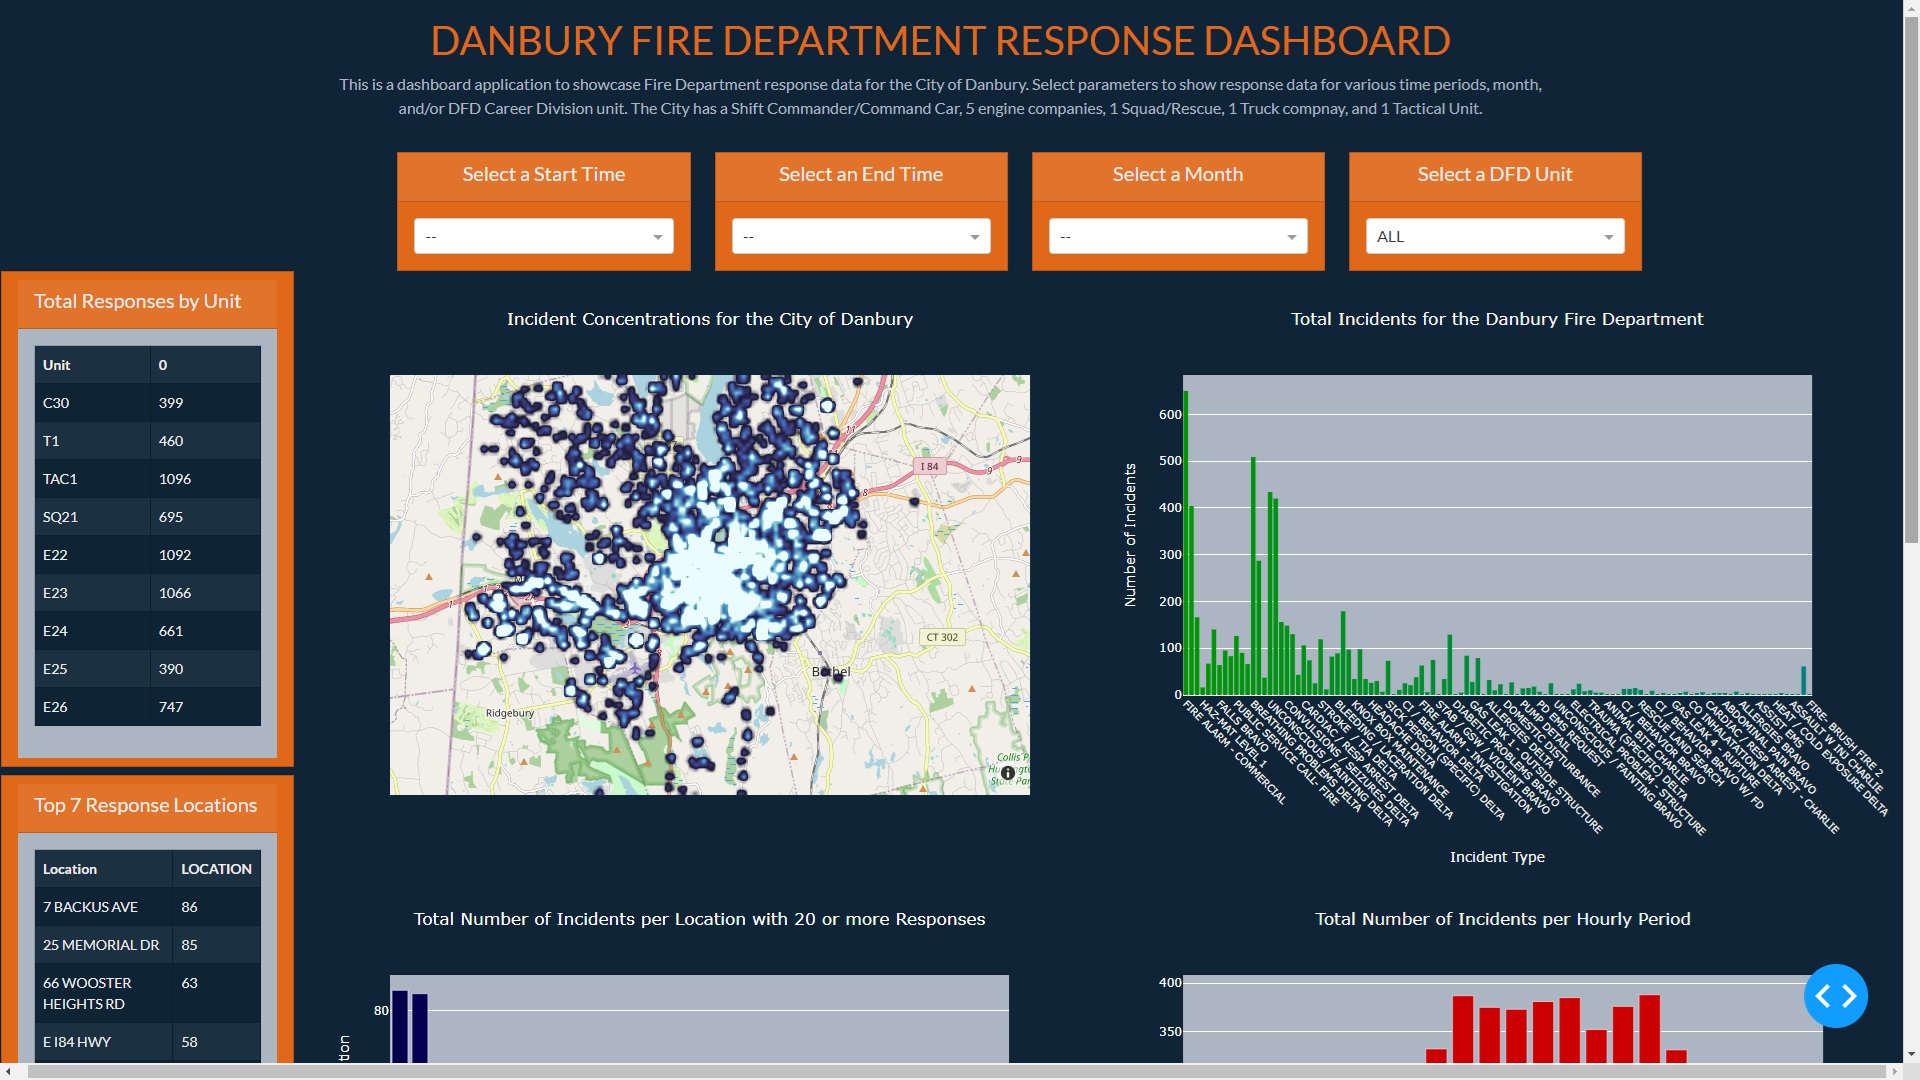 DANBURY FIRE DEPARTMENT RESPONSE DASHBOARD
This is a dashboard application to showcase Fire Department response data for the City of Danbury. Select parameters to show response data for various time periods, month,
and/or DFD Career Division unit. The City has a Shift Commander/Command Car, 5 engine companies, 1 Squad/Rescue, 1 Truck compnay, and 1 Tactical Unit.
Select a Start Time
--
Select an End Time
--
Select a Month
--
Select a DFD Unit
ALL
Total Responses by Unit
Unit 0
C30 399
T1 460
TAC1 1096
SQ21 695
E22 1092
E23 1066
E24 661
E25 390
E26 747
Top 7 Response Locations
Location LOCATION
7 BACKUS AVE 86
25 MEMORIAL DR 85
66 WOOSTER HEIGHTS RD 63
E I84 HWY 58
Incident Concentrations for the City of Danbury
I 84
11
9
9
8
CT 302
3
1
Bethel
Ridgebury
Total Incidents for the Danbury Fire Department
Number of Incidents
600
500
400
300
200
100
0
FIRE ALARM - COMMERCIAL
HAZ-MAT LEVEL 1
FALLS BRAVO
PUBLIC SERVICE CALL- FIRE
BREATHING PROBLEMS DELTA
UNCONSCIOUS / FAINTING DELTA
CONVULSIONS / SEIZURES DELTA
CARDIAC / RESP ARREST DELTA
STROKE - TIA DELTA
BLEEDING / LACERATION DELTA
KNOX BOX MAINTENANCE
HEADACHE DELTA
SICK PERSON (SPECIFIC) DELTA
CI / BEHAVIOR DELTA
FIRE ALARM - INVESTIGATION
STAB / GSW / VIOLENT BRAVO
DIABETIC PROBLEMS BRAVO
GAS LEAK 1 - OUTSIDE STRUCTURE
ALLERGIES DELTA
DOMESTIC DISTURBANCE
PUMP DETAIL
PD EMS REQUEST
UNCONSCIOUS / FAINTING BRAVO
ELECTRICAL PROBLEM - STRUCTURE
TRAUMA (SPECIFIC) DELTA
ANIMAL BITE CHARLIE
CI / BEHAVIOR BRAVO
RESCUE LAND SEARCH
CI / BEHAVIOR BRAVO W/ FD
GAS LEAK 4 - RUPTURE
CO INHALATATION DELTA
CARDIAC / RESP ARREST - CHARLIE
ABDOMINAL PAIN BRAVO
ALLERGIES BRAVO
ASSIST EMS
HEAT / COLD EXPOSURE DELTA
ASSAULT W INJ CHARLIE
FIRE- BRUSH FIRE 2
Incident Type
Total Number of Incidents per Location with 20 or more Responses
80
Total Number of Incidents per Hourly Period
400
350